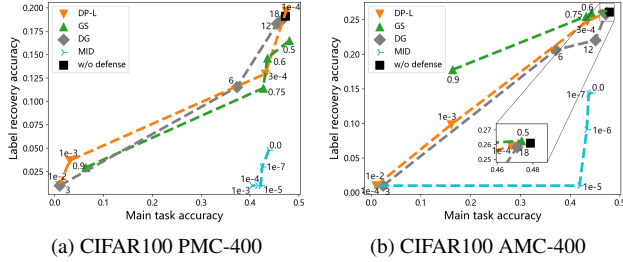 0.200
0.175
0.150
0.125
0.100
0.075
0.050
0.025
Label recovery accuracy
DP-L
GS
DG
MID
w/o defense
1e-4
18
12
0.5
0.6
6
3e-4
0.75
1e-3
0.9
1e-2
3
0.0
1e-7
1e-4
1e-3
1e-5
0.0 0.1 0.2 0.3 0.4 0.5
Main task accuracy
(a) CIFAR100 PMC-400
0.25
0.20
0.15
0.10
0.05
0.00
Label recovery accuracy
DP-L
GS
DG
MID
w/o defense
0.6
0.75
3e-4
12
6
0.9
1e-3
0.0
1e-7
1e-6
1e-5
1e-2
1e-4
3
0.27
0.26
0.25
0.5
1e-4
18
0.46 0.48
0.0 0.1 0.2 0.3 0.4 0.5
Main task accuracy
(b) CIFAR100 AMC-400